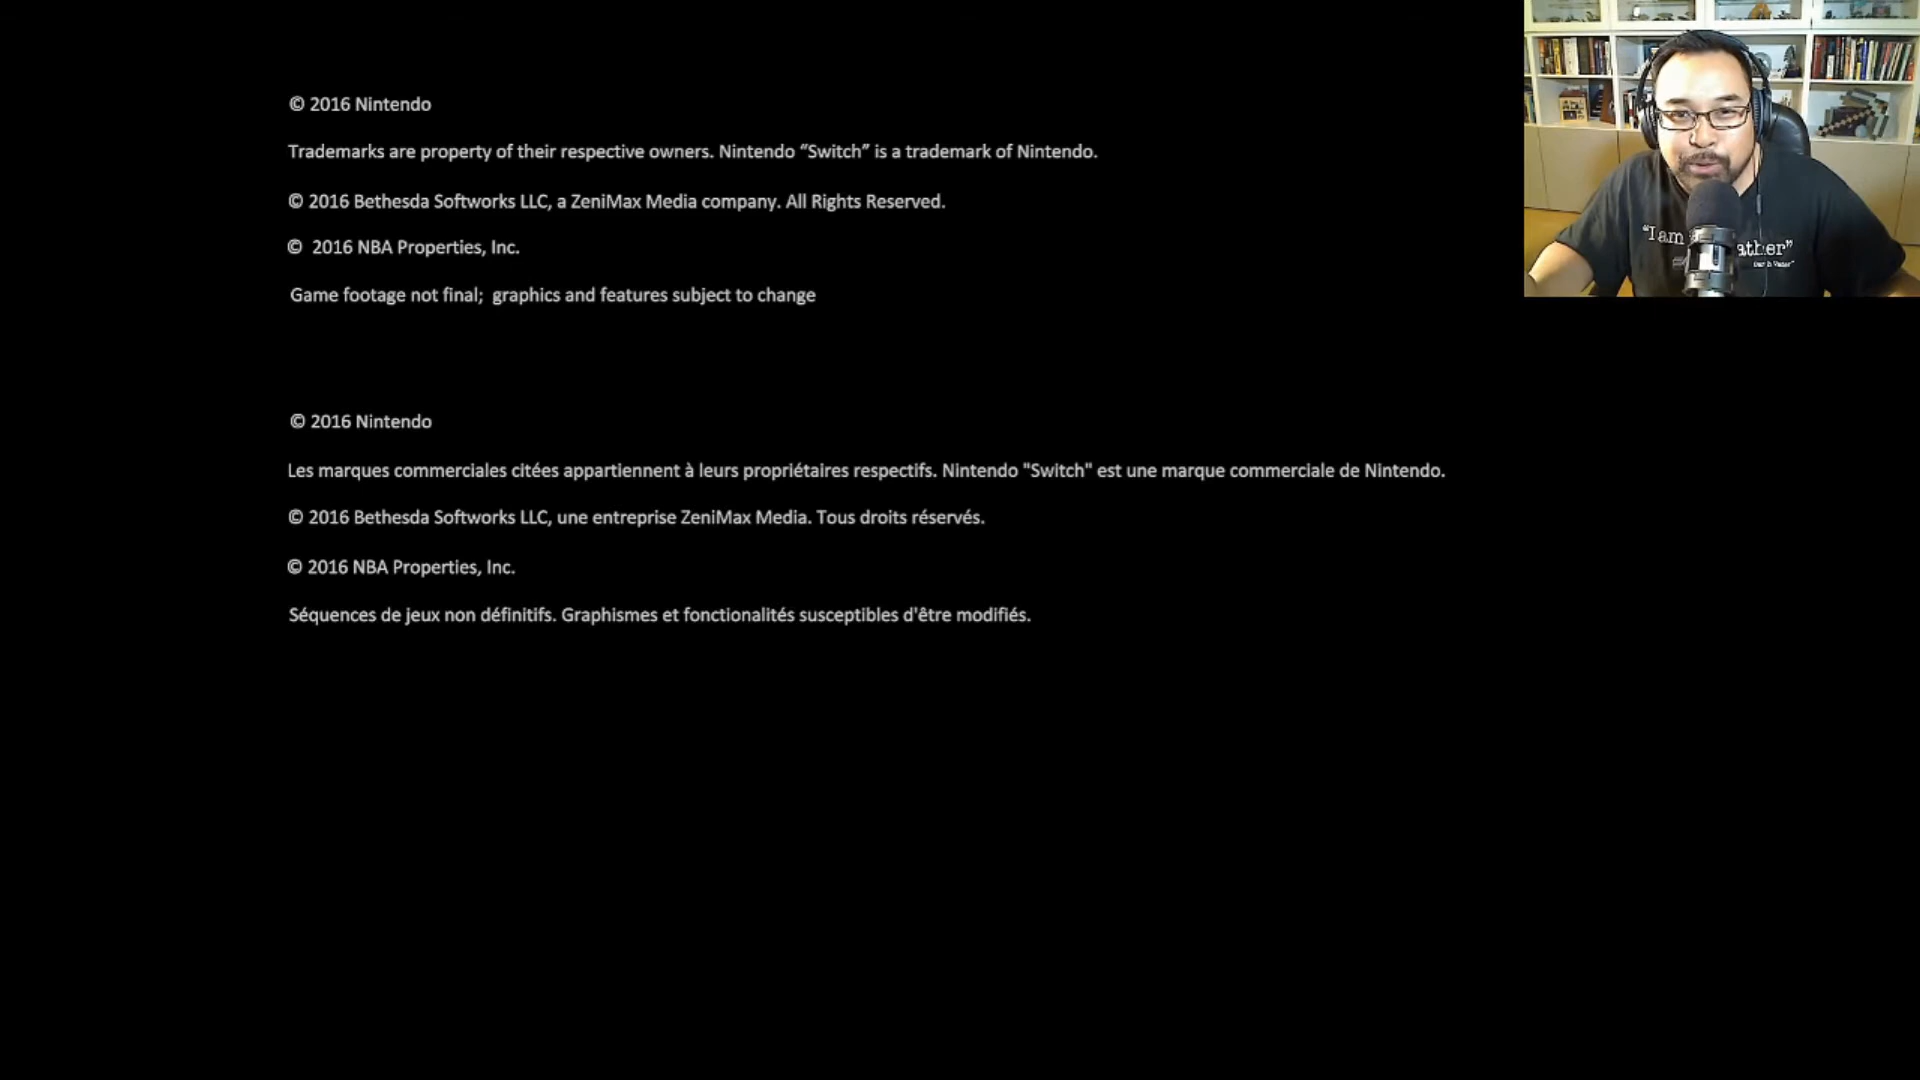 © 2016 Nintendo
Trademarks are property of their respective owners. Nintendo “Switch” is a trademark of Nintendo.
© 2016 Bethesda Softworks LLC, a ZeniMax Media company. All Rights Reserved.
© 2016 NBA Properties, Inc.
Game footage not final; graphics and features subject to change
© 2016 Nintendo
Les marques commerciales citées appartiennent à leurs propriétaires respectifs. Nintendo "Switch" est une marque commerciale de Nintendo.
© 2016 Bethesda Softworks LLC, une entreprise ZeniMax Media. Tous droits réservés.
© 2016 NBA Properties, Inc.
Séquences de jeux non définitifs. Graphismes et fonctionalités susceptibles d'être modifiés.
“I am